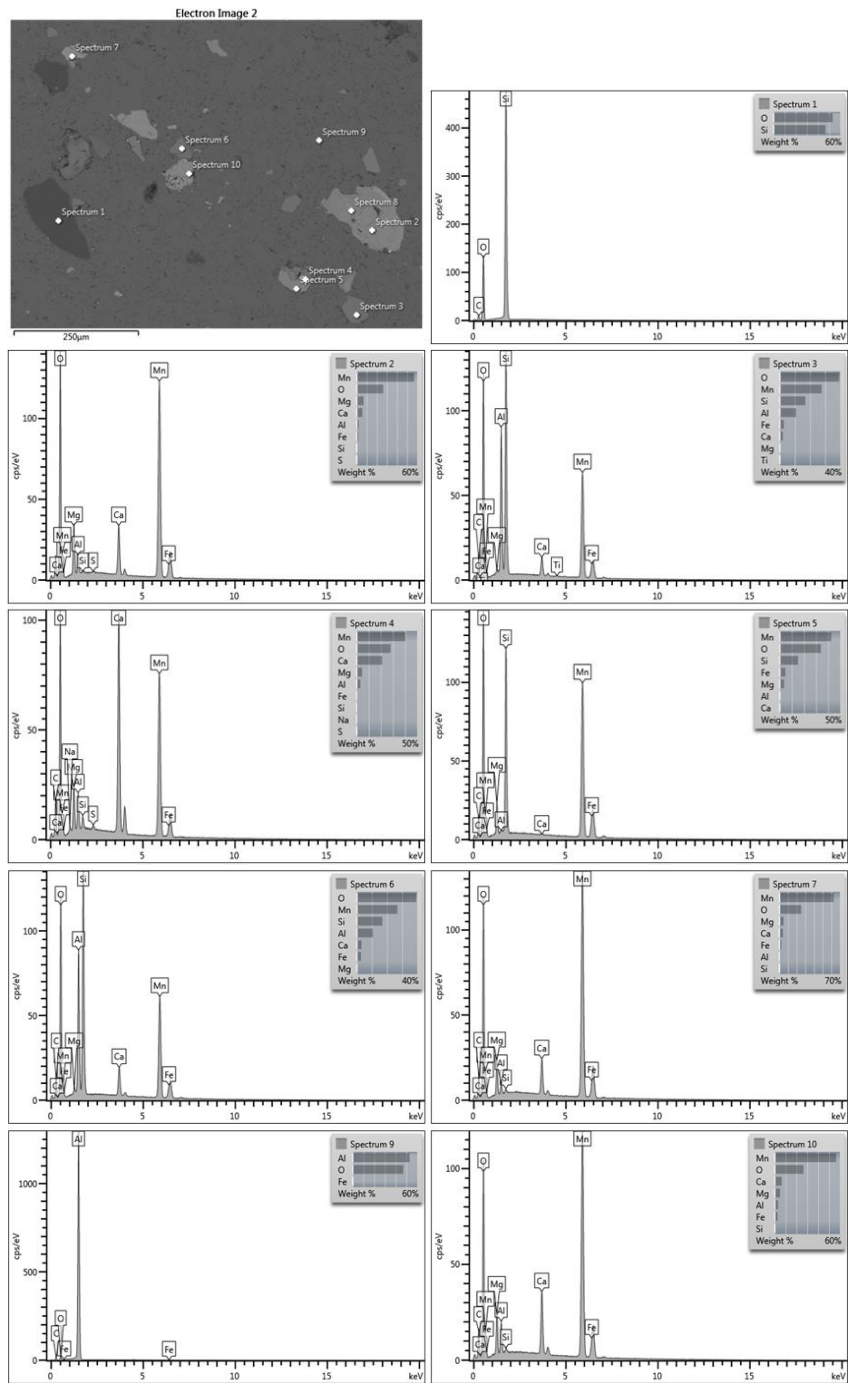 Electron Image 2
Spectrum 7
Spectrum 9
Spectrum 6
Spectrum 10
Spectrum 8
Spectrum 1
Spectrum 2
Spectrum 4
Spectrum 5
Spectrum 3
250µm
Spectrum 1
O
Si
Weight % 60%
cps/eV
400
300
200
100
0
Si
O
C
0 5 10 15 keV
Spectrum 2
Mn
O
Mg
Ca
Al
Fe
Si
S
Weight % 60%
cps/eV
100
50
0
O
Mn
Mg
Ca
Mn
Fe
Al
Si
S
Ca
Fe
0 5 10 15 keV
Spectrum 3
O
Mn
Si
Al
Fe
Ca
Mg
Ti
Weight % 40%
cps/eV
100
50
0
Si
O
Al
Mn
Mn
C
Fe
Mg
Ca
Ca
Ti
Fe
0 5 10 15 keV
Spectrum 4
Mn
O
Ca
Mg
Al
Fe
Si
Na
S
Weight % 50%
cps/eV
100
50
0
O
Ca
Mn
Na
C
Mg
Mn
Al
Fe
Si
Ca
S
Fe
0 5 10 15 keV
Spectrum 5
Mn
O
Si
Fe
Mg
Al
Ca
Weight % 50%
cps/eV
100
50
0
O
Si
Mn
Mg
Mn
C
Fe
Al
Ca
Ca
Fe
0 5 10 15 keV
Spectrum 6
O
Mn
Si
Al
Ca
Fe
Mg
Weight % 40%
cps/eV
100
50
0
Si
O
Al
Mn
C
Mg
Mn
Fe
Ca
Ca
Fe
0 5 10 15 keV
Spectrum 7
Mn
O
Mg
Ca
Fe
Al
Si
Weight % 70%
cps/eV
100
50
0
Mn
O
C
Mg
Mn
Al
Fe
Si
Ca
Ca
Fe
0 5 10 15 keV
Spectrum 9
Al
O
Fe
Weight % 60%
cps/eV
1000
500
0
Al
O
C
Fe
Fe
0 5 10 15 keV
Spectrum 10
Mn
O
Ca
Mg
Al
Fe
Si
Weight % 60%
cps/eV
100
50
0
Mn
O
Ca
Mg
Mn
C
Al
Fe
Si
Ca
Fe
0 5 10 15 keV